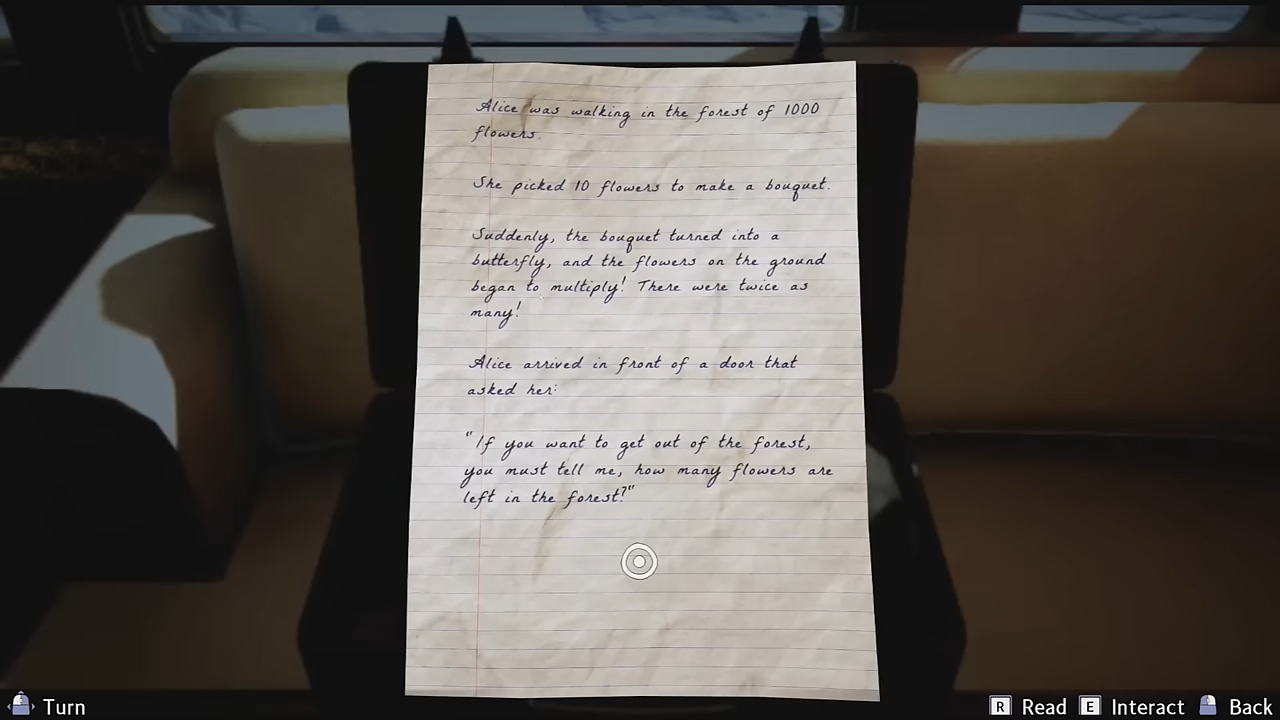 Alice was walking in the forest of 1000
flowers.
She picked 10 flowers to make a bouquet.
Suddenly, the bouquet turned into a
butterfly, and the flowers on the ground
began to multiply! There were twice as
many!
Alice arrived in front of a door that
asked her:
"If you want to get out of the forest,
you must tell me, how many flowers are
left in the forest?"
Turn
R Read E Interact Back